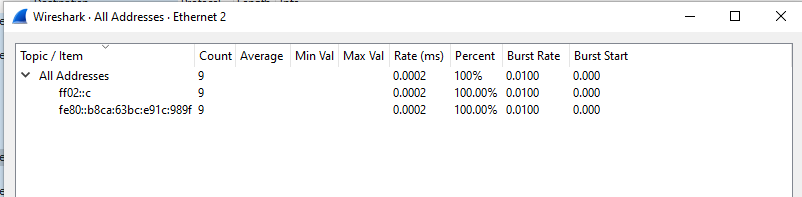 Wireshark · All Addresses · Ethernet 2
Topic / Item Count Average Min Val Max Val Rate (ms) Percent Burst Rate Burst Start
All Addresses 9 0.0002 100% 0.0100 0.000
ff02::c 9 0.0002 100.00% 0.0100 0.000
fe80::b8ca:63bc:e91c:989f 9 0.0002 100.00% 0.0100 0.000